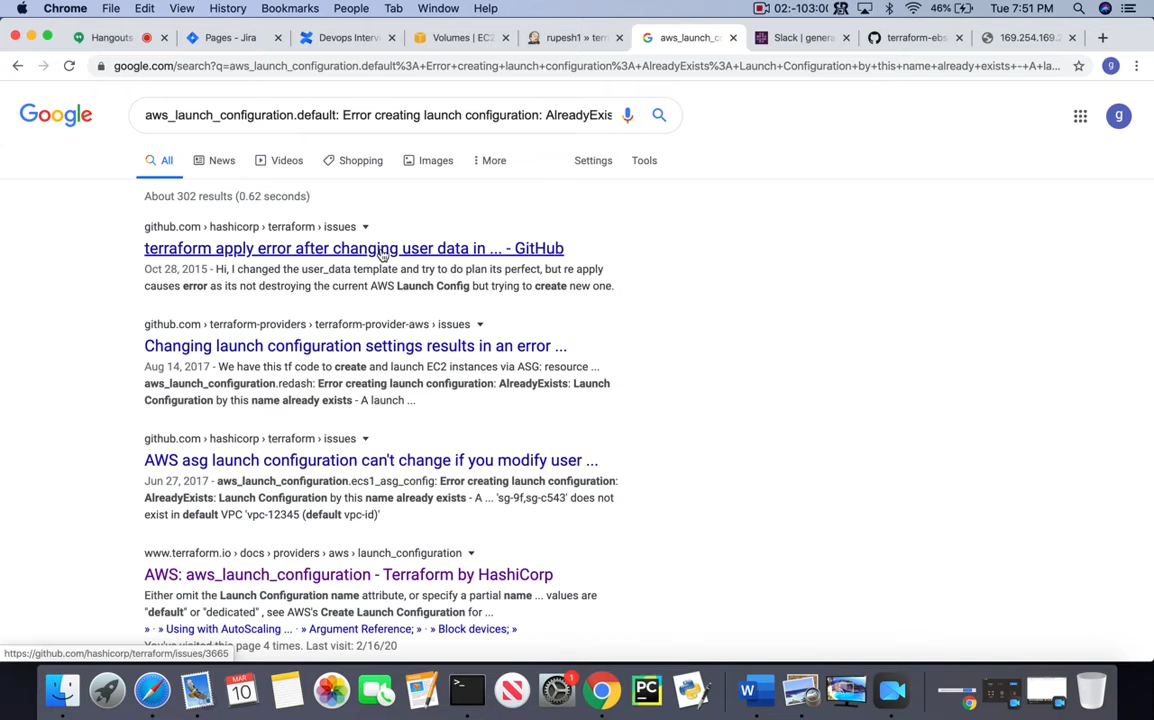 Chrome File Edit View History Bookmarks People Tab Window Help 02:-103:00 46% Tue 7:51 PM
Hangouts Pages - Jira Devops Intervi Volumes | EC2 rupesh1 » terr aws_launch_co Slack | genera terraform-ebs 169.254.169.2
google.com/search?q=aws_launch_configuration.default%3A+Error+creating+launch+configuration%3A+AlreadyExists%3A+Launch+Configuration+by+this+name+already+exists+-+A+la... g
Google aws_launch_configuration.default: Error creating launch configuration: AlreadyExis g
All News Videos Shopping Images More Settings Tools
About 302 results (0.62 seconds)
github.com › hashicorp › terraform › issues
terraform apply error after changing user data in ... - GitHub
Oct 28, 2015 - Hi, I changed the user_data template and try to do plan its perfect, but re apply
causes error as its not destroying the current AWS Launch Config but trying to create new one.
github.com › terraform-providers › terraform-provider-aws › issues
Changing launch configuration settings results in an error ...
Aug 14, 2017 - We have this tf code to create and launch EC2 instances via ASG: resource ...
aws_launch_configuration.redash: Error creating launch configuration: AlreadyExists: Launch
Configuration by this name already exists - A launch ...
github.com › hashicorp › terraform › issues
AWS asg launch configuration can't change if you modify user ...
Jun 27, 2017 - aws_launch_configuration.ecs1_asg_config: Error creating launch configuration:
AlreadyExists: Launch Configuration by this name already exists - A ... 'sg-9f,sg-c543' does not
exist in default VPC 'vpc-12345 (default vpc-id)'
www.terraform.io › docs › providers › aws › launch_configuration
AWS: aws_launch_configuration - Terraform by HashiCorp
Either omit the Launch Configuration name attribute, or specify a partial name ... values are
"default" or "dedicated" , see AWS's Create Launch Configuration for ...
» · » Using with AutoScaling ... · » Argument Reference; » · » Block devices; »
You've visited this page 4 times. Last visit: 2/16/20
https://github.com/hashicorp/terraform/issues/3665
MAR
10
>_
1
PC
W